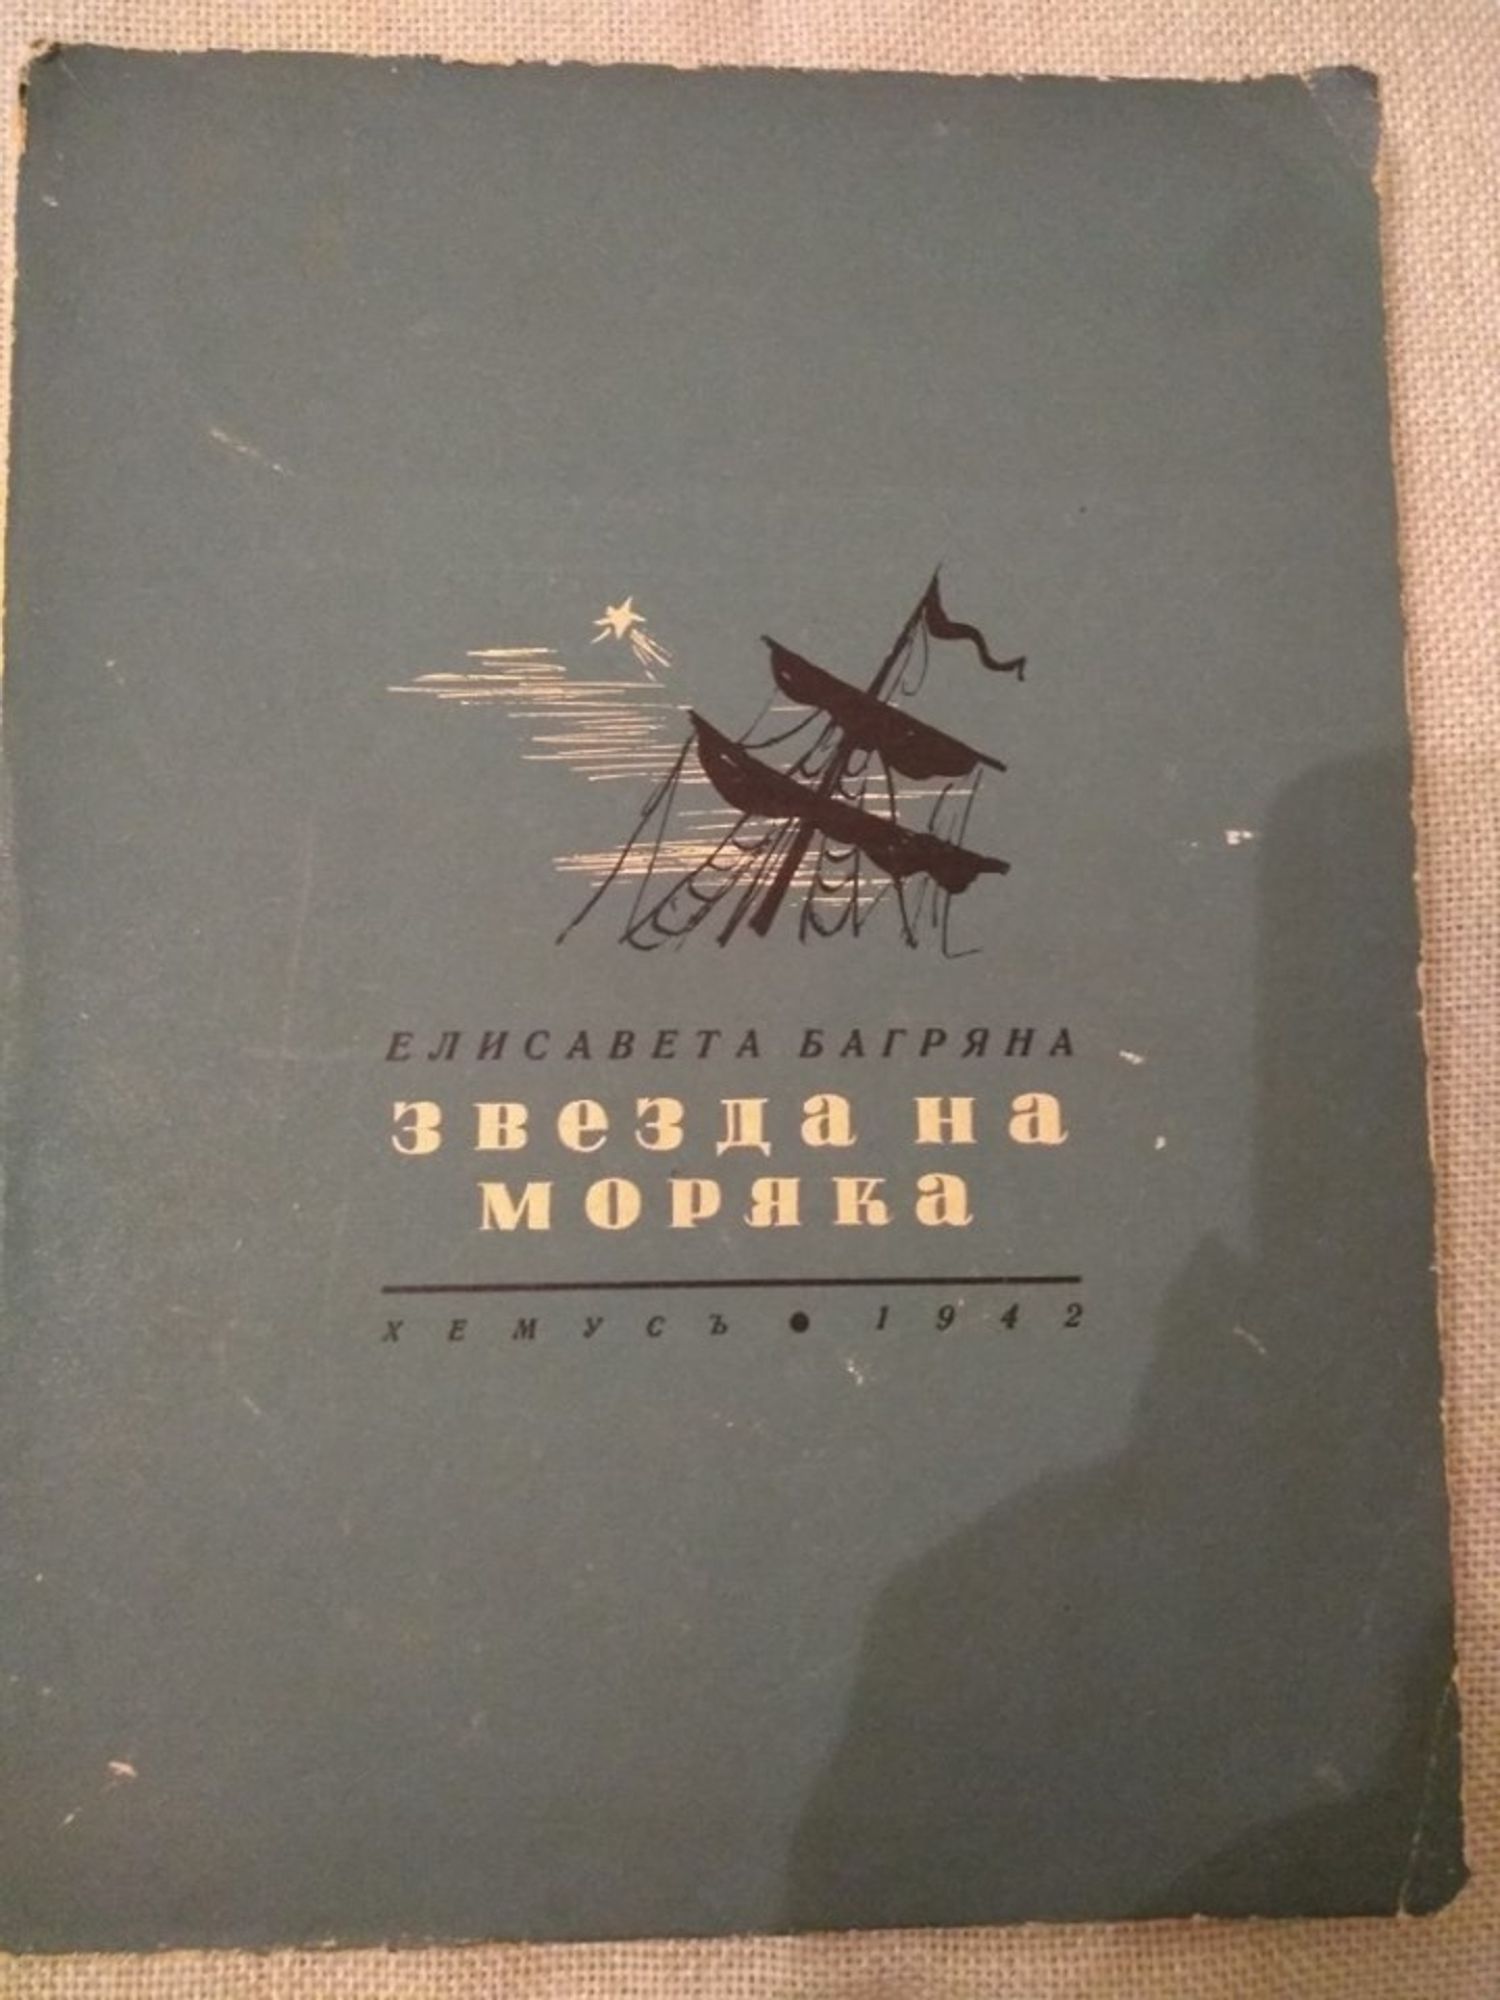 ЕЛИСАВЕТА БАГРЯНА
звезда на
моряка
ХЕМУСЪ • 1942